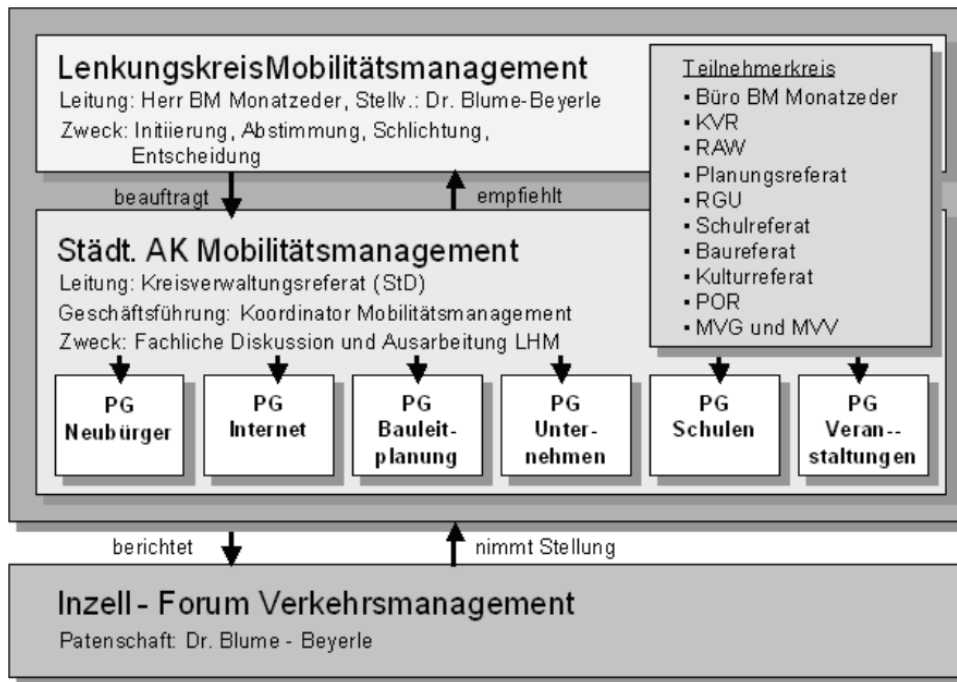 LenkungskreisMobilitätsmanagement
Leitung: Herr BM Monatzeder, Stellv.: Dr. Blume-Beyerle
Zweck: Initiierung, Abstimmung, Schlichtung,
Entscheidung
Teilnehmerkreis
▪ Büro BM Monatzeder
▪ KVR
▪ RAW
▪ Planungsreferat
▪ RGU
▪ Schulreferat
▪ Baureferat
▪ Kulturreferat
▪ POR
▪ MVG und MVV
beauftragt
empfiehlt
Städt. AK Mobilitätsmanagement
Leitung: Kreisverwaltungsreferat (StD)
Geschäftsführung: Koordinator Mobilitätsmanagement
Zweck: Fachliche Diskussion und Ausarbeitung LHM
PG
Neubürger
PG
Internet
PG
Bauleit-
planung
PG
Unter-
nehmen
PG
Schulen
PG
Veran--
staltungen
berichtet
nimmt Stellung
Inzell - Forum Verkehrsmanagement
Patenschaft: Dr. Blume - Beyerle